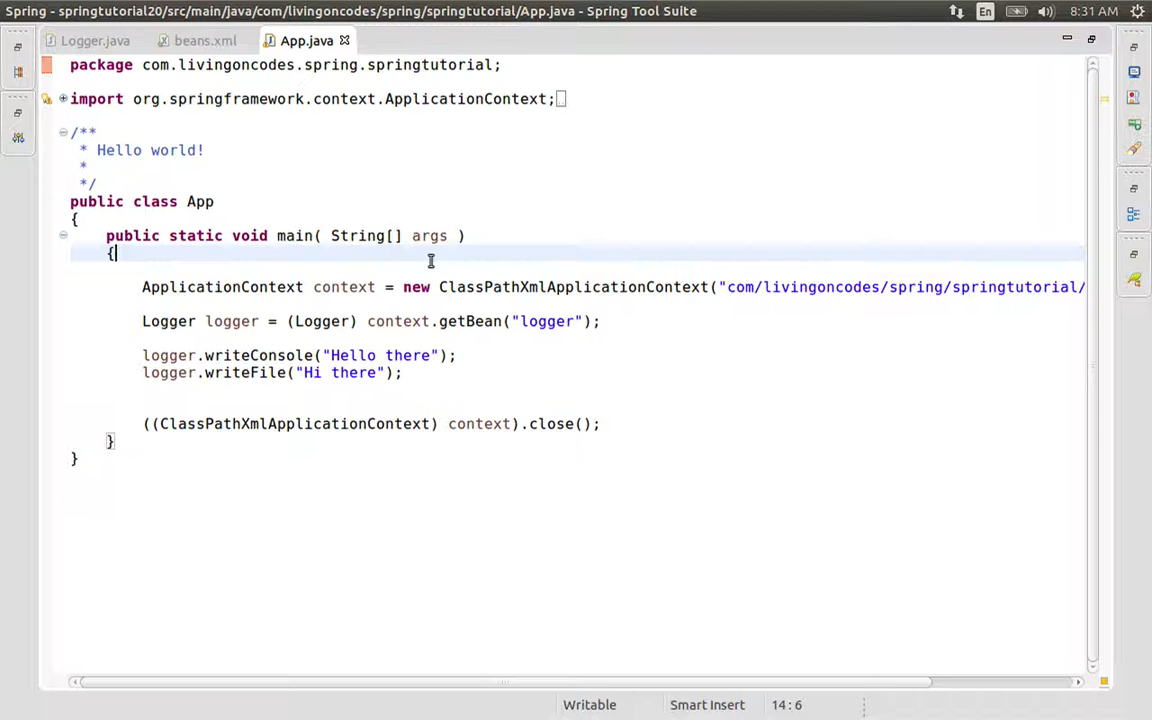 Spring - springtutorial20/src/main/java/com/livingoncodes/spring/springtutorial/App.java - Spring Tool Suite
En
8:31 AM
Logger.java
beans.xml
App.java
package com.livingoncodes.spring.springtutorial;
import org.springframework.context.ApplicationContext;
/**
* Hello world!
*
*/
public class App
{
public static void main( String[] args )
{
ApplicationContext context = new ClassPathXmlApplicationContext("com/livingoncodes/spring/springtutorial/
Logger logger = (Logger) context.getBean("logger");
logger.writeConsole("Hello there");
logger.writeFile("Hi there");
((ClassPathXmlApplicationContext) context).close();
}
}
Writable
Smart Insert
14 : 6